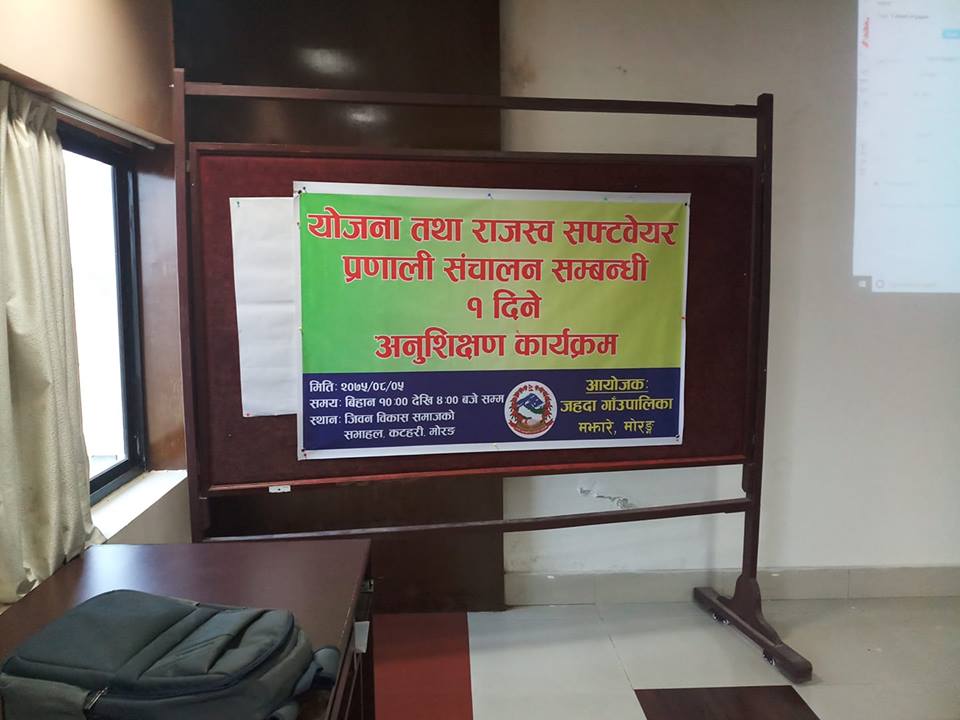 योजना तथा राजस्व सफ्टवेयर
प्रणाली संचालन सम्बन्धी
१ दिने
अनुशिक्षण कार्यक्रम
मिति: २०७५/०८/०५
समय: बिहान १०:०० देखि ४:०० बजे सम्म
स्थान: जिवन विकास समाजको
सभाहल, कटहरी, मोरङ
आयोजक:
जहदा गाँउपालिका
मझारे, मोरङ्ग